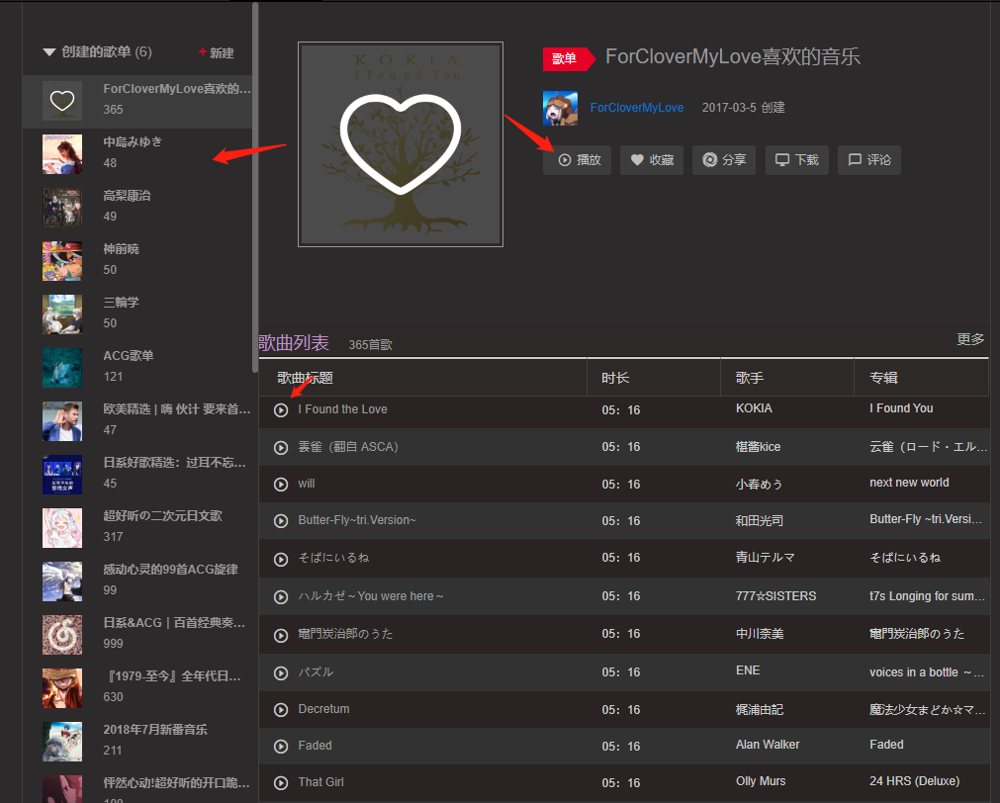 创建的歌单 (6)
+ 新建
ForCloverMyLove喜欢的...
365
中島みゆき
48
高梨康治
49
神前暁
50
三輪学
50
ACG歌单
121
欧美精选 | 嗨 伙计 要来首...
47
日系好歌精选：过耳不忘...
45
超好听の二次元日文歌
317
感动心灵的99首ACG旋律
99
日系&ACG｜百首经典奏...
999
『1979-至今』全年代日...
630
2018年7月新番音乐
211
怦然心动!超好听的开口跪...
KOKIA
I Found You
歌单
ForCloverMyLove喜欢的音乐
ForCloverMyLove 2017-03-5 创建
播放 收藏 分享 下载 评论
歌曲列表 365首歌 更多
歌曲标题 时长 歌手 专辑
I Found the Love 05：16 KOKIA I Found You
雲雀（翻自 ASCA） 05：16 椹醬kice 云雀（ロード・エル...
will 05：16 小春めう next new world
Butter-Fly~tri.Version~ 05：16 和田光司 Butter-Fly ~tri.Versi...
そばにいるね 05：16 青山テルマ そばにいるね
ハルカゼ～You were here～ 05：16 777☆SISTERS t7s Longing for sum...
竈門炭治郎のうた 05：16 中川奈美 竈門炭治郎のうた
パズル 05：16 ENE voices in a bottle ～...
Decretum 05：16 梶浦由記 魔法少女まどか☆マ...
Faded 05：16 Alan Walker Faded
That Girl 05：16 Olly Murs 24 HRS (Deluxe)